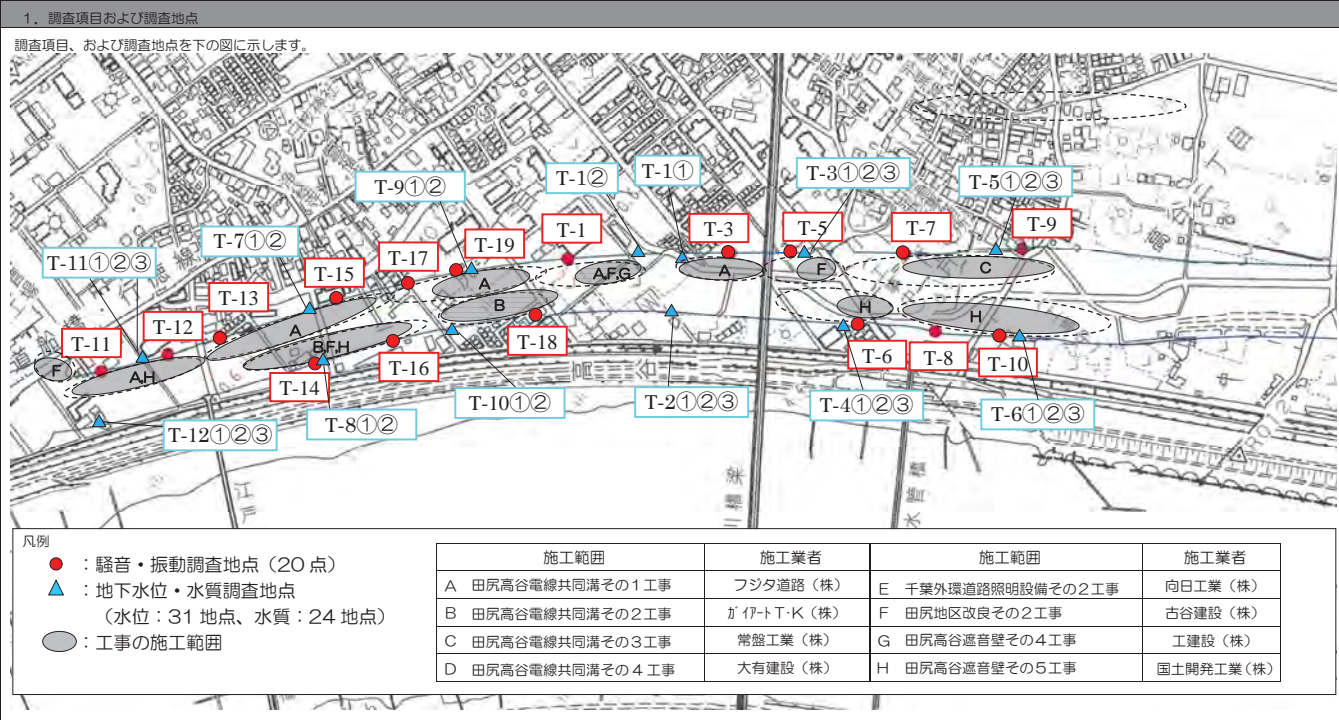 1．調査項目および調査地点
調査項目、および調査地点を下の図に示します。
T-9①②
T-1②
T-1①
T-3①②③
T-5①②③
T-7①②
T-11①②③
T-19
T-1
T-3
T-5
T-7
T-9
T-17
T-15
T-13
T-12
T-11
A
A,F,G
A
F
C
A
B
H
H
B,F,H
F
A,H
T-14
T-16
T-18
T-6
T-8
T-10
T-12①②③
T-8①②
T-10①②
T-2①②③
T-4①②③
T-6①②③
江戸川
川橋梁
水管橋
凡例
：騒音・振動調査地点（20点）
：地下水位・水質調査地点
（水位：31地点、水質：24地点）
：工事の施工範囲
施工範囲 施工業者 施工範囲 施工業者
A 田尻高谷電線共同溝その1工事 フジタ道路（株） E 千葉外環道路照明設備その2工事 向日工業（株）
B 田尻高谷電線共同溝その2工事 ガイアートT・K（株） F 田尻地区改良その2工事 古谷建設（株）
C 田尻高谷電線共同溝その3工事 常盤工業（株） G 田尻高谷遮音壁その4工事 工建設（株）
D 田尻高谷電線共同溝その4工事 大有建設（株） H 田尻高谷遮音壁その5工事 国土開発工業（株）